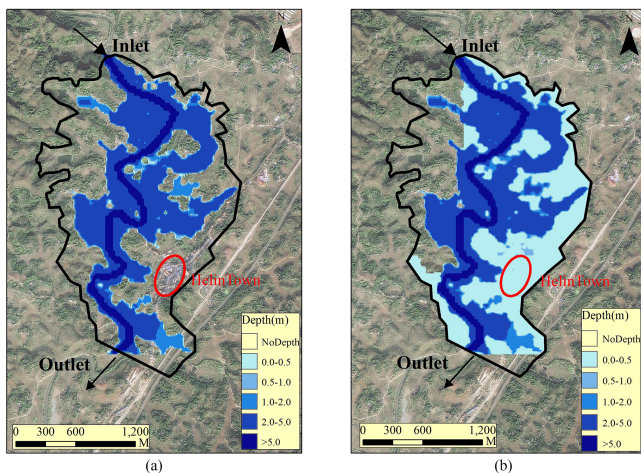 N
Inlet
HehnTown
Outlet
Depth(m)
NoDepth
0.0-0.5
0.5-1.0
1.0-2.0
2.0-5.0
>5.0
0 300 600 1,200
M
(a)
N
Inlet
HehnTown
Outlet
Depth(m)
NoDepth
0.0-0.5
0.5-1.0
1.0-2.0
2.0-5.0
>5.0
0 300 600 1,200
M
(b)